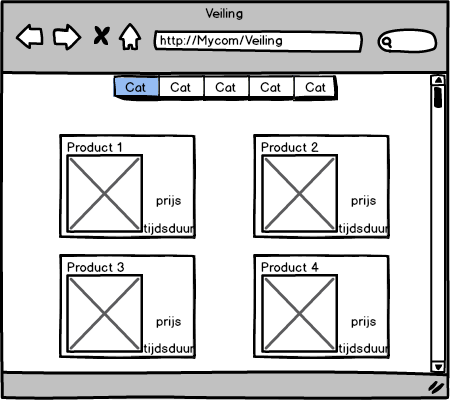 Veiling
http://Mycom/Veiling
Cat Cat Cat Cat Cat
Product 1
prijs
tijdsduur
Product 2
prijs
tijdsduur
Product 3
prijs
tijdsduur
Product 4
prijs
tijdsduur